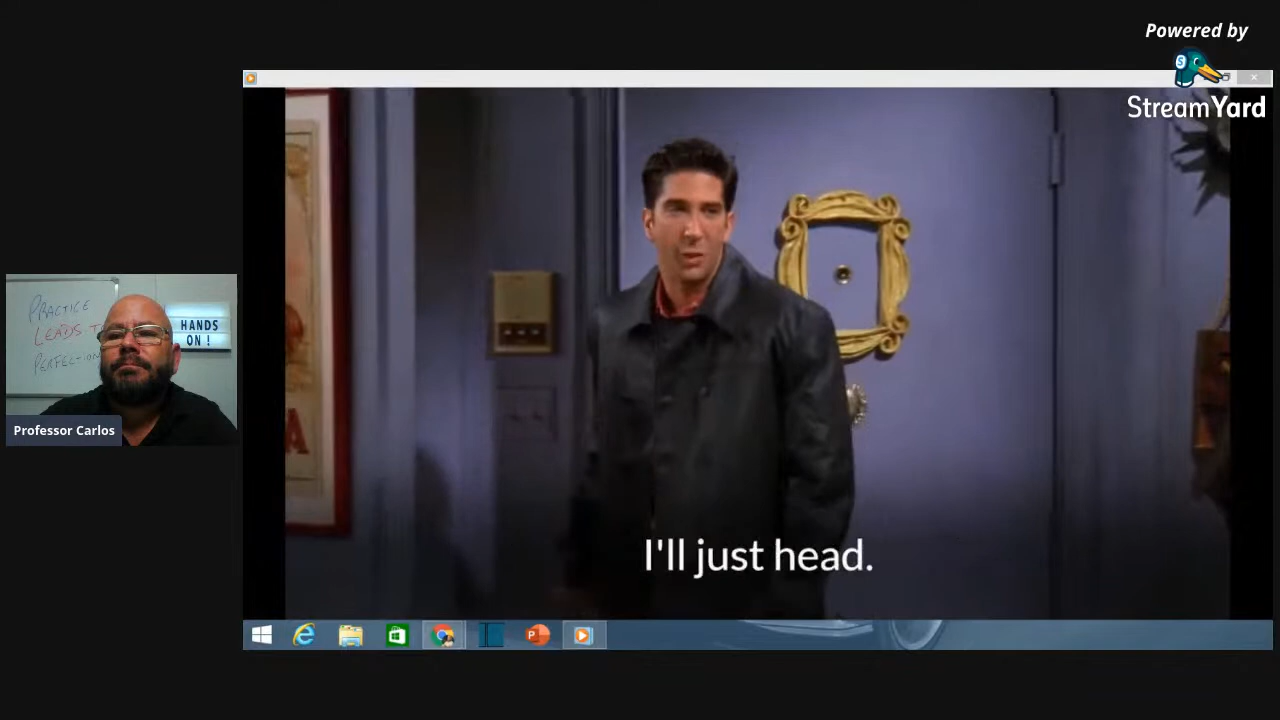 Powered by
StreamYard
PRACTICE
LEADS T
PERFECTION
HANDS
ON !
Professor Carlos
I'll just head.